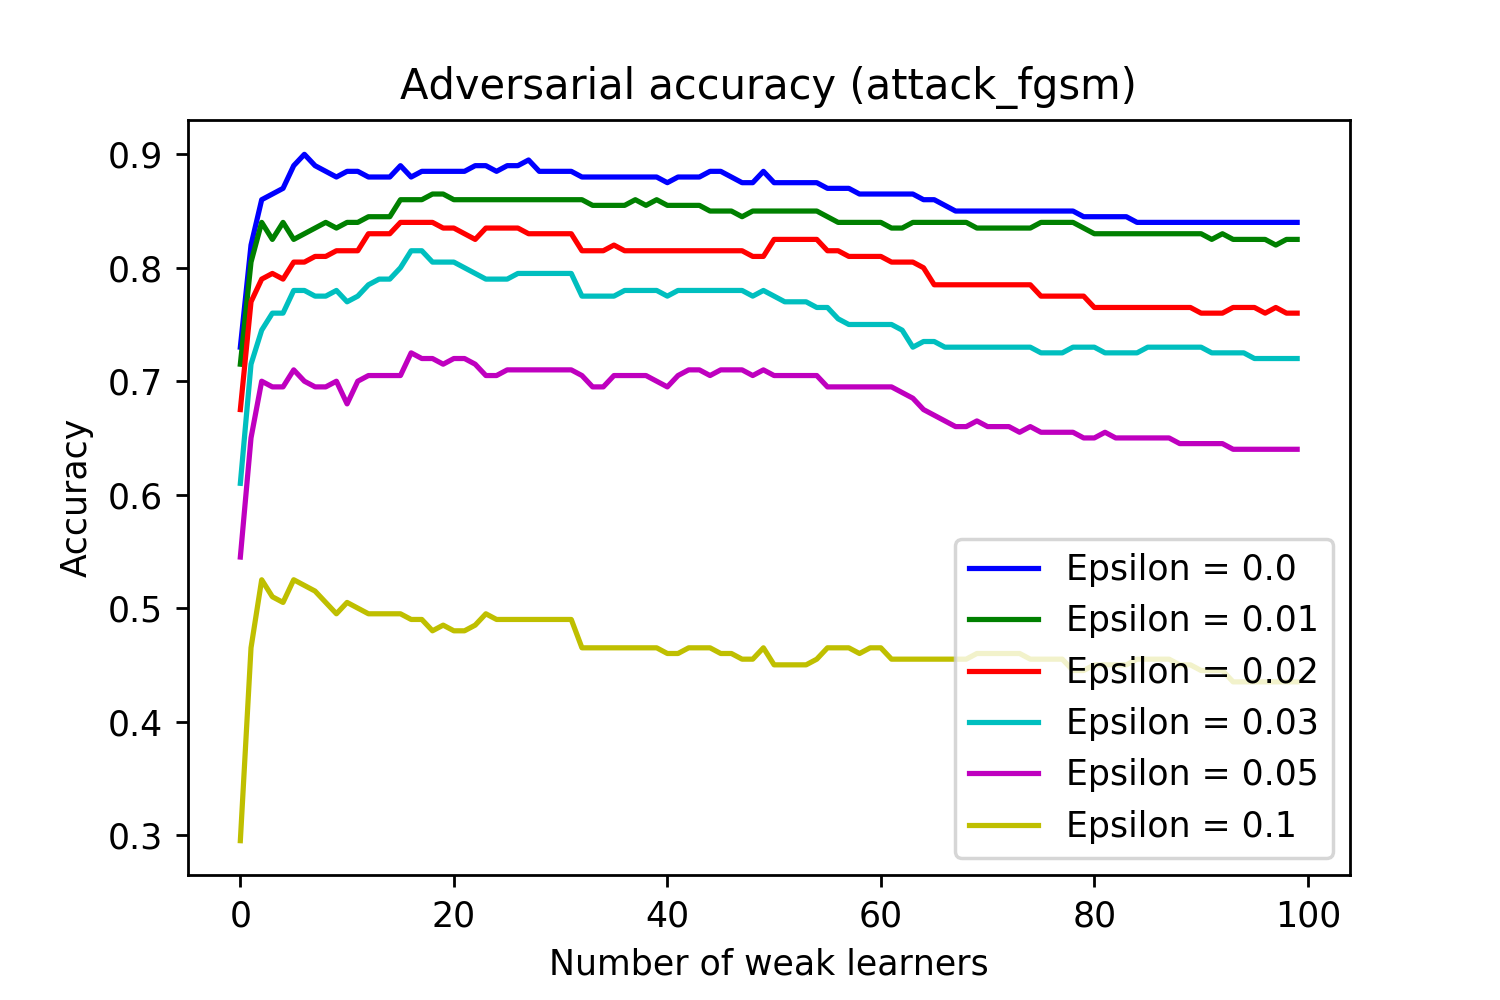 Adversarial accuracy (attack_fgsm)
0.9
0.8
0.7
0.6
0.5
0.4
0.3
Accuracy
Epsilon = 0.0
Epsilon = 0.01
Epsilon = 0.02
Epsilon = 0.03
Epsilon = 0.05
Epsilon = 0.1
0 20 40 60 80 100
Number of weak learners